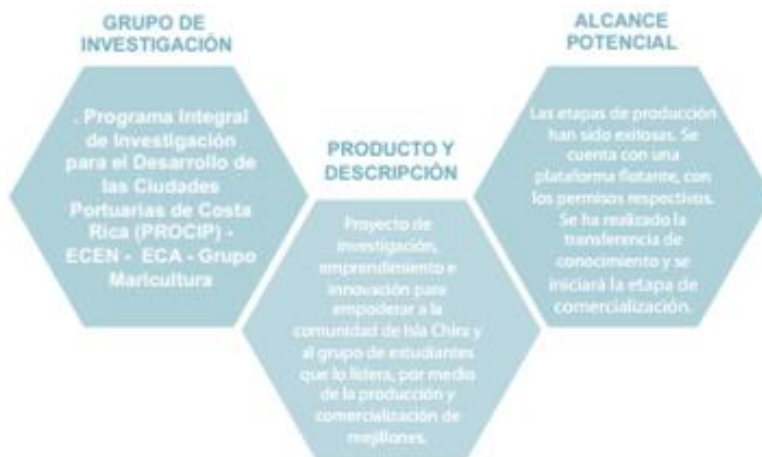 GRUPO DE
INVESTIGACIÓN
. Programa Integral
de Investigación
para el Desarrollo de
las Ciudades
Portuarias de Costa
Rica (PROCIP) -
ECEN - ECA - Grupo
Maricultura
PRODUCTO Y
DESCRIPCIÓN
Proyecto de
investigación,
emprendimiento e
innovación para
empoderar a la
comunidad de Isla Chira y
al grupo de estudiantes
que lo lidera, por medio
de la producción y
comercialización de
mejillones.
ALCANCE
POTENCIAL
Las etapas de producción
han sido exitosas. Se
cuenta con una
plataforma flotante, con
los permisos respectivos.
Se ha realizado la
transferencia de
conocimiento y se
iniciará la etapa de
comercialización.